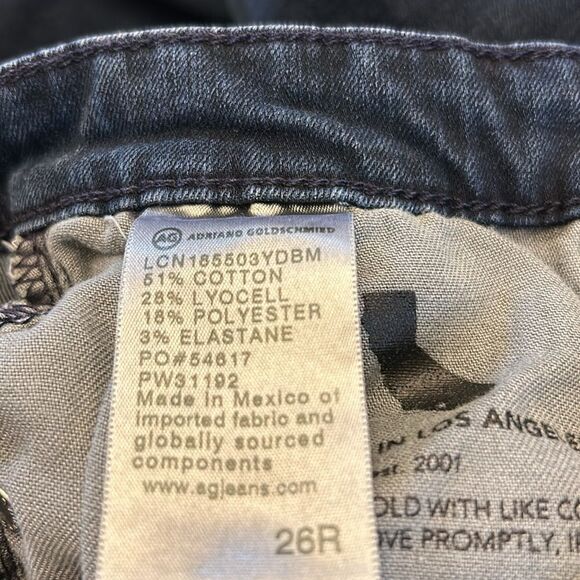 AG ADRIANO GOLDSCHMIED
LCN185503YDBM
51% COTTON
28% LYOCELL
18% POLYESTER
3% ELASTANE
PO#54617
PW31192
Made in Mexico of
imported fabric and
globally sourced
components
www.agjeans.com
26R
IN LOS ANGE
2001
OLD WITH LIKE CO
VE PROMPTLY, I